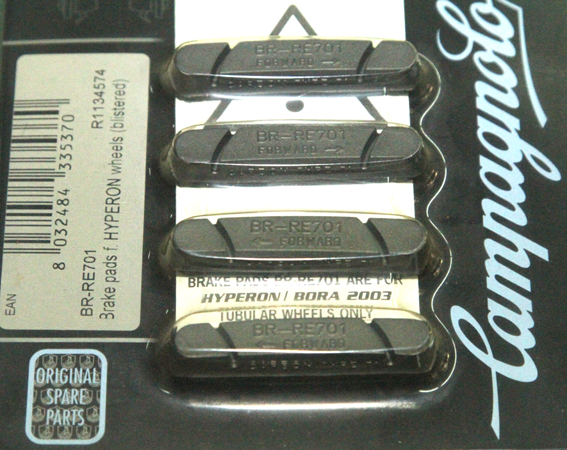 BR-RE701
FORWARD →
BR-RE701
FORWARD →
BR-RE701
← FORWARD
BRAKE PADS BR-RE701 ARE FOR
HYPERON/BORA 2003
TUBULAR WHEELS ONLY
BR-RE701
← FORWARD
Campagnolo
EAN
8 032484 335370
R1134574
BR-RE701
Brake pads f. HYPERON wheels (blistered)
ORIGINAL
SPARE
PARTS